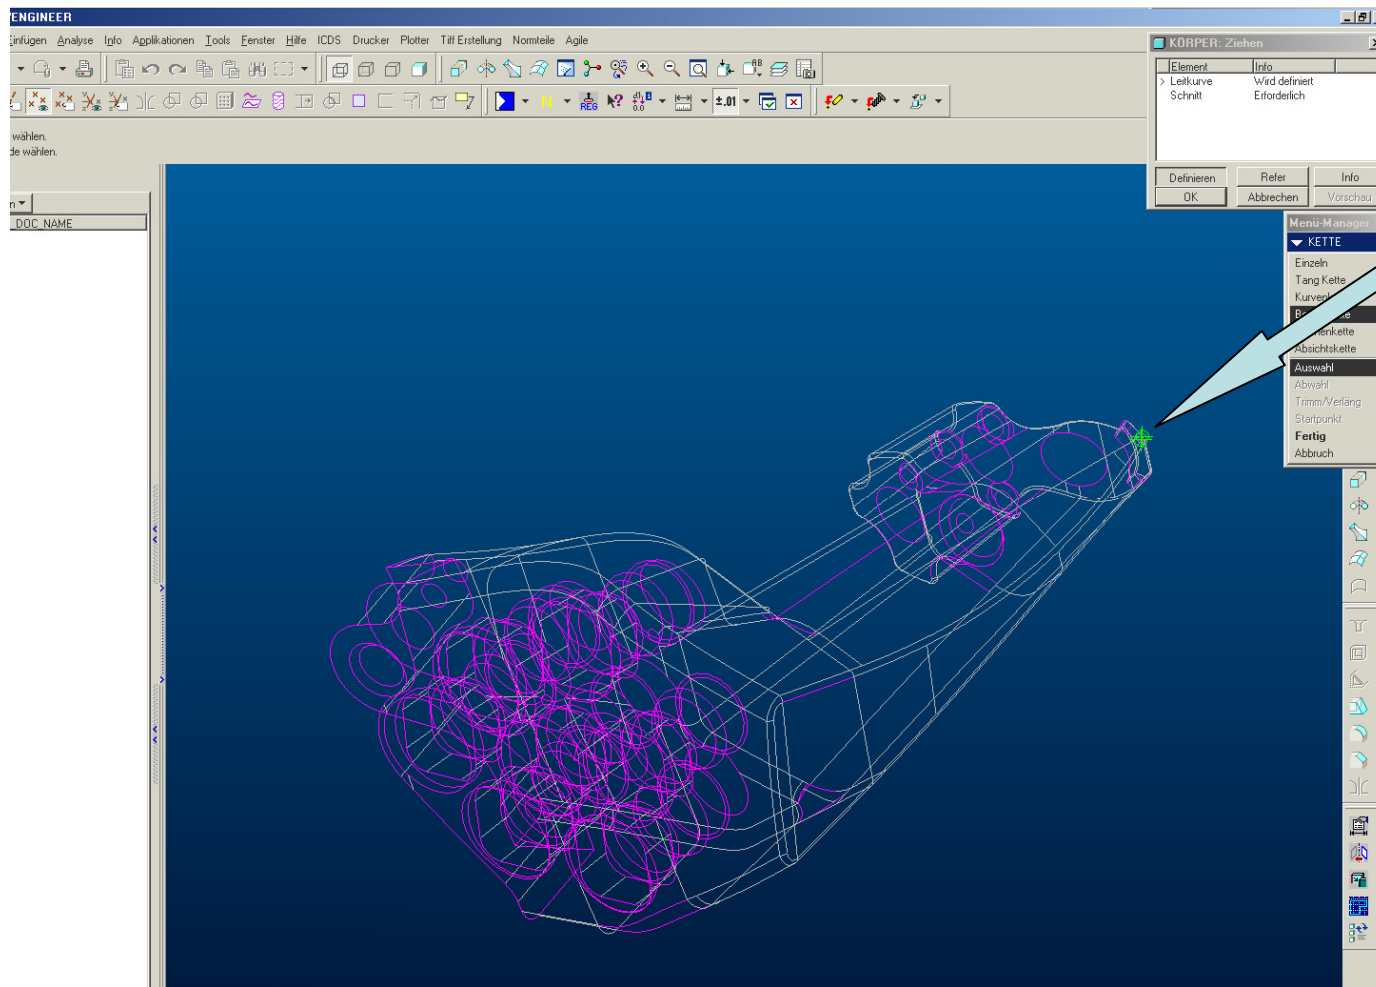 'ENGINEER
Einfügen Analyse Info Applikationen Tools Fenster Hilfe ICDS Drucker Plotter Tiff Erstellung Normteile Agile
wählen.
de wählen.
DOC_NAME
KÖRPER: Ziehen
Element Info
> Leitkurve Wird definiert
Schnitt Erforderlich
Definieren Refer Info
OK Abbrechen Vorschau
Menü-Manager
KETTE
Einzeln
Tang Kette
Absichtskette
Auswahl
Abwahl
Trimm/Verläng
Startpunkt
Fertig
Abbruch
REG
±.01